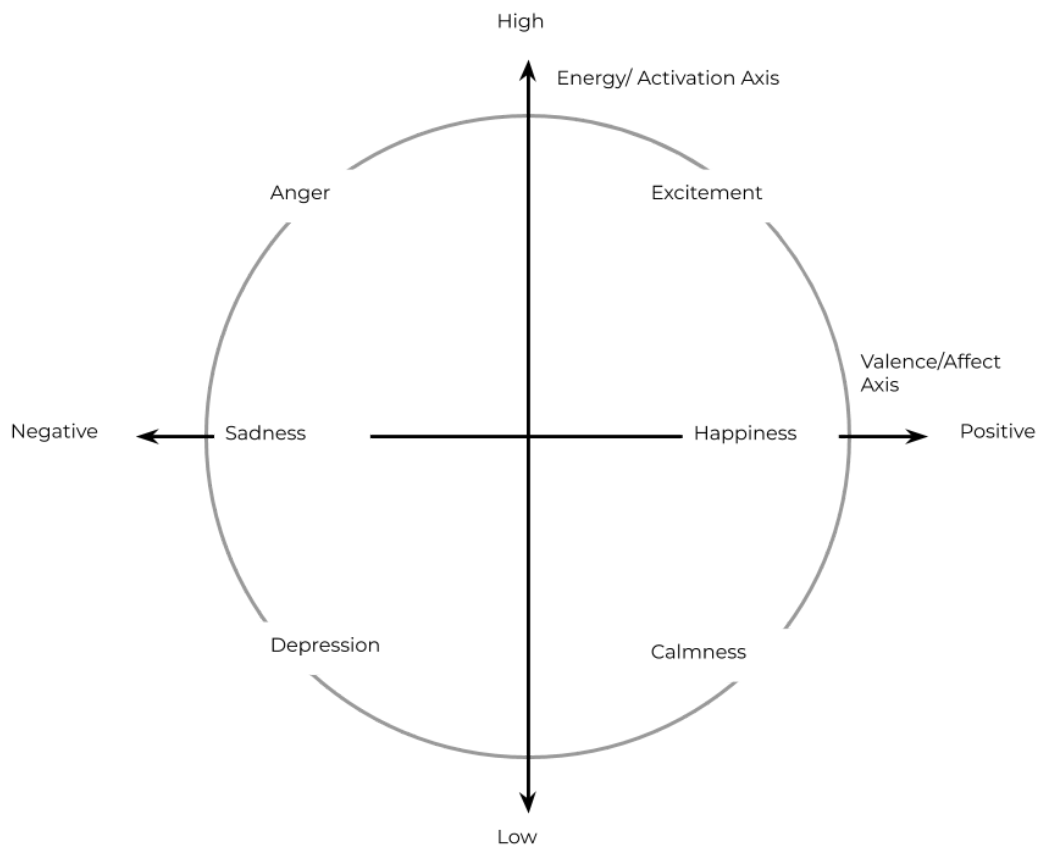 High
Energy/ Activation Axis
Anger
Excitement
Valence/Affect
Axis
Negative
Sadness
Happiness
Positive
Depression
Calmness
Low